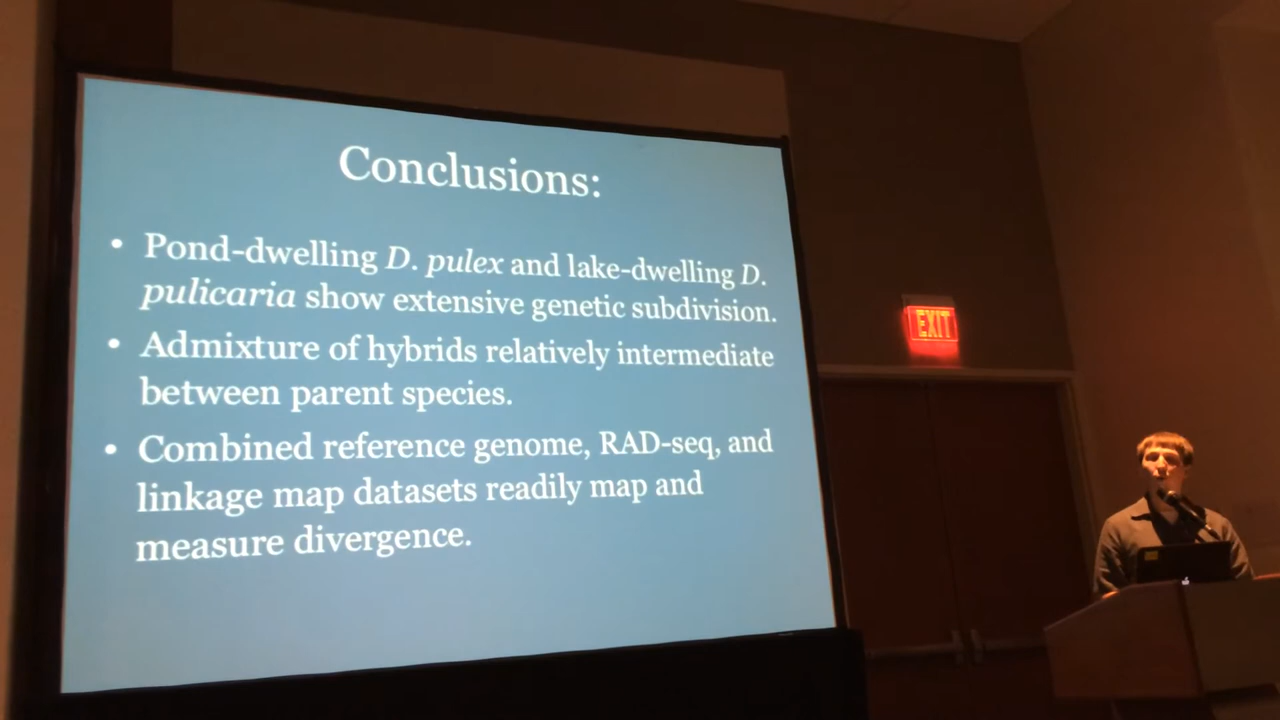 Conclusions:
• Pond-dwelling D. pulex and lake-dwelling D.
pulicaria show extensive genetic subdivision.
• Admixture of hybrids relatively intermediate
between parent species.
• Combined reference genome, RAD-seq, and
linkage map datasets readily map and
measure divergence.
EXIT